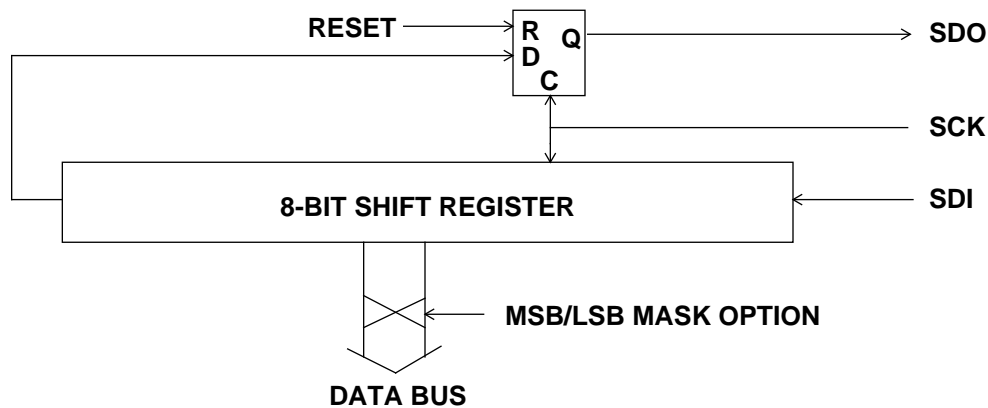 RESET
R
D
Q
C
SDO
SCK
8-BIT SHIFT REGISTER
SDI
MSB/LSB MASK OPTION
DATA BUS